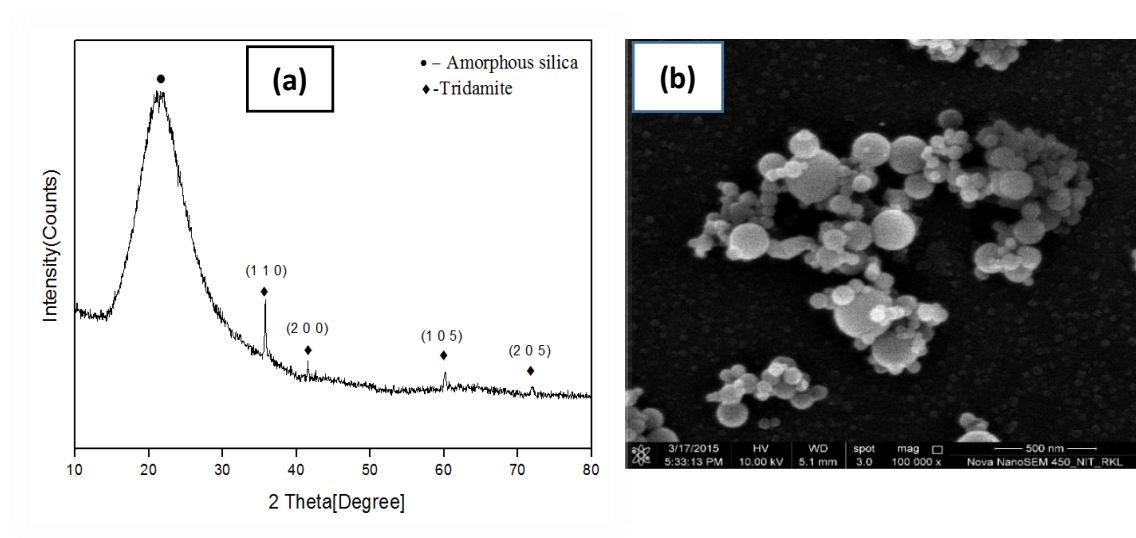 (a)
● – Amorphous silica
♦ -Tridamite
Intensity(Counts)
(1 1 0)
(2 0 0)
(1 0 5)
(2 0 5)
10 20 30 40 50 60 70 80
2 Theta[Degree]
(b)
3/17/2015 HV WD spot mag □ 500 nm
5:33:13 PM 10.00 kV 5.1 mm 3.0 100 000 x Nova NanoSEM 450_NIT_RKL